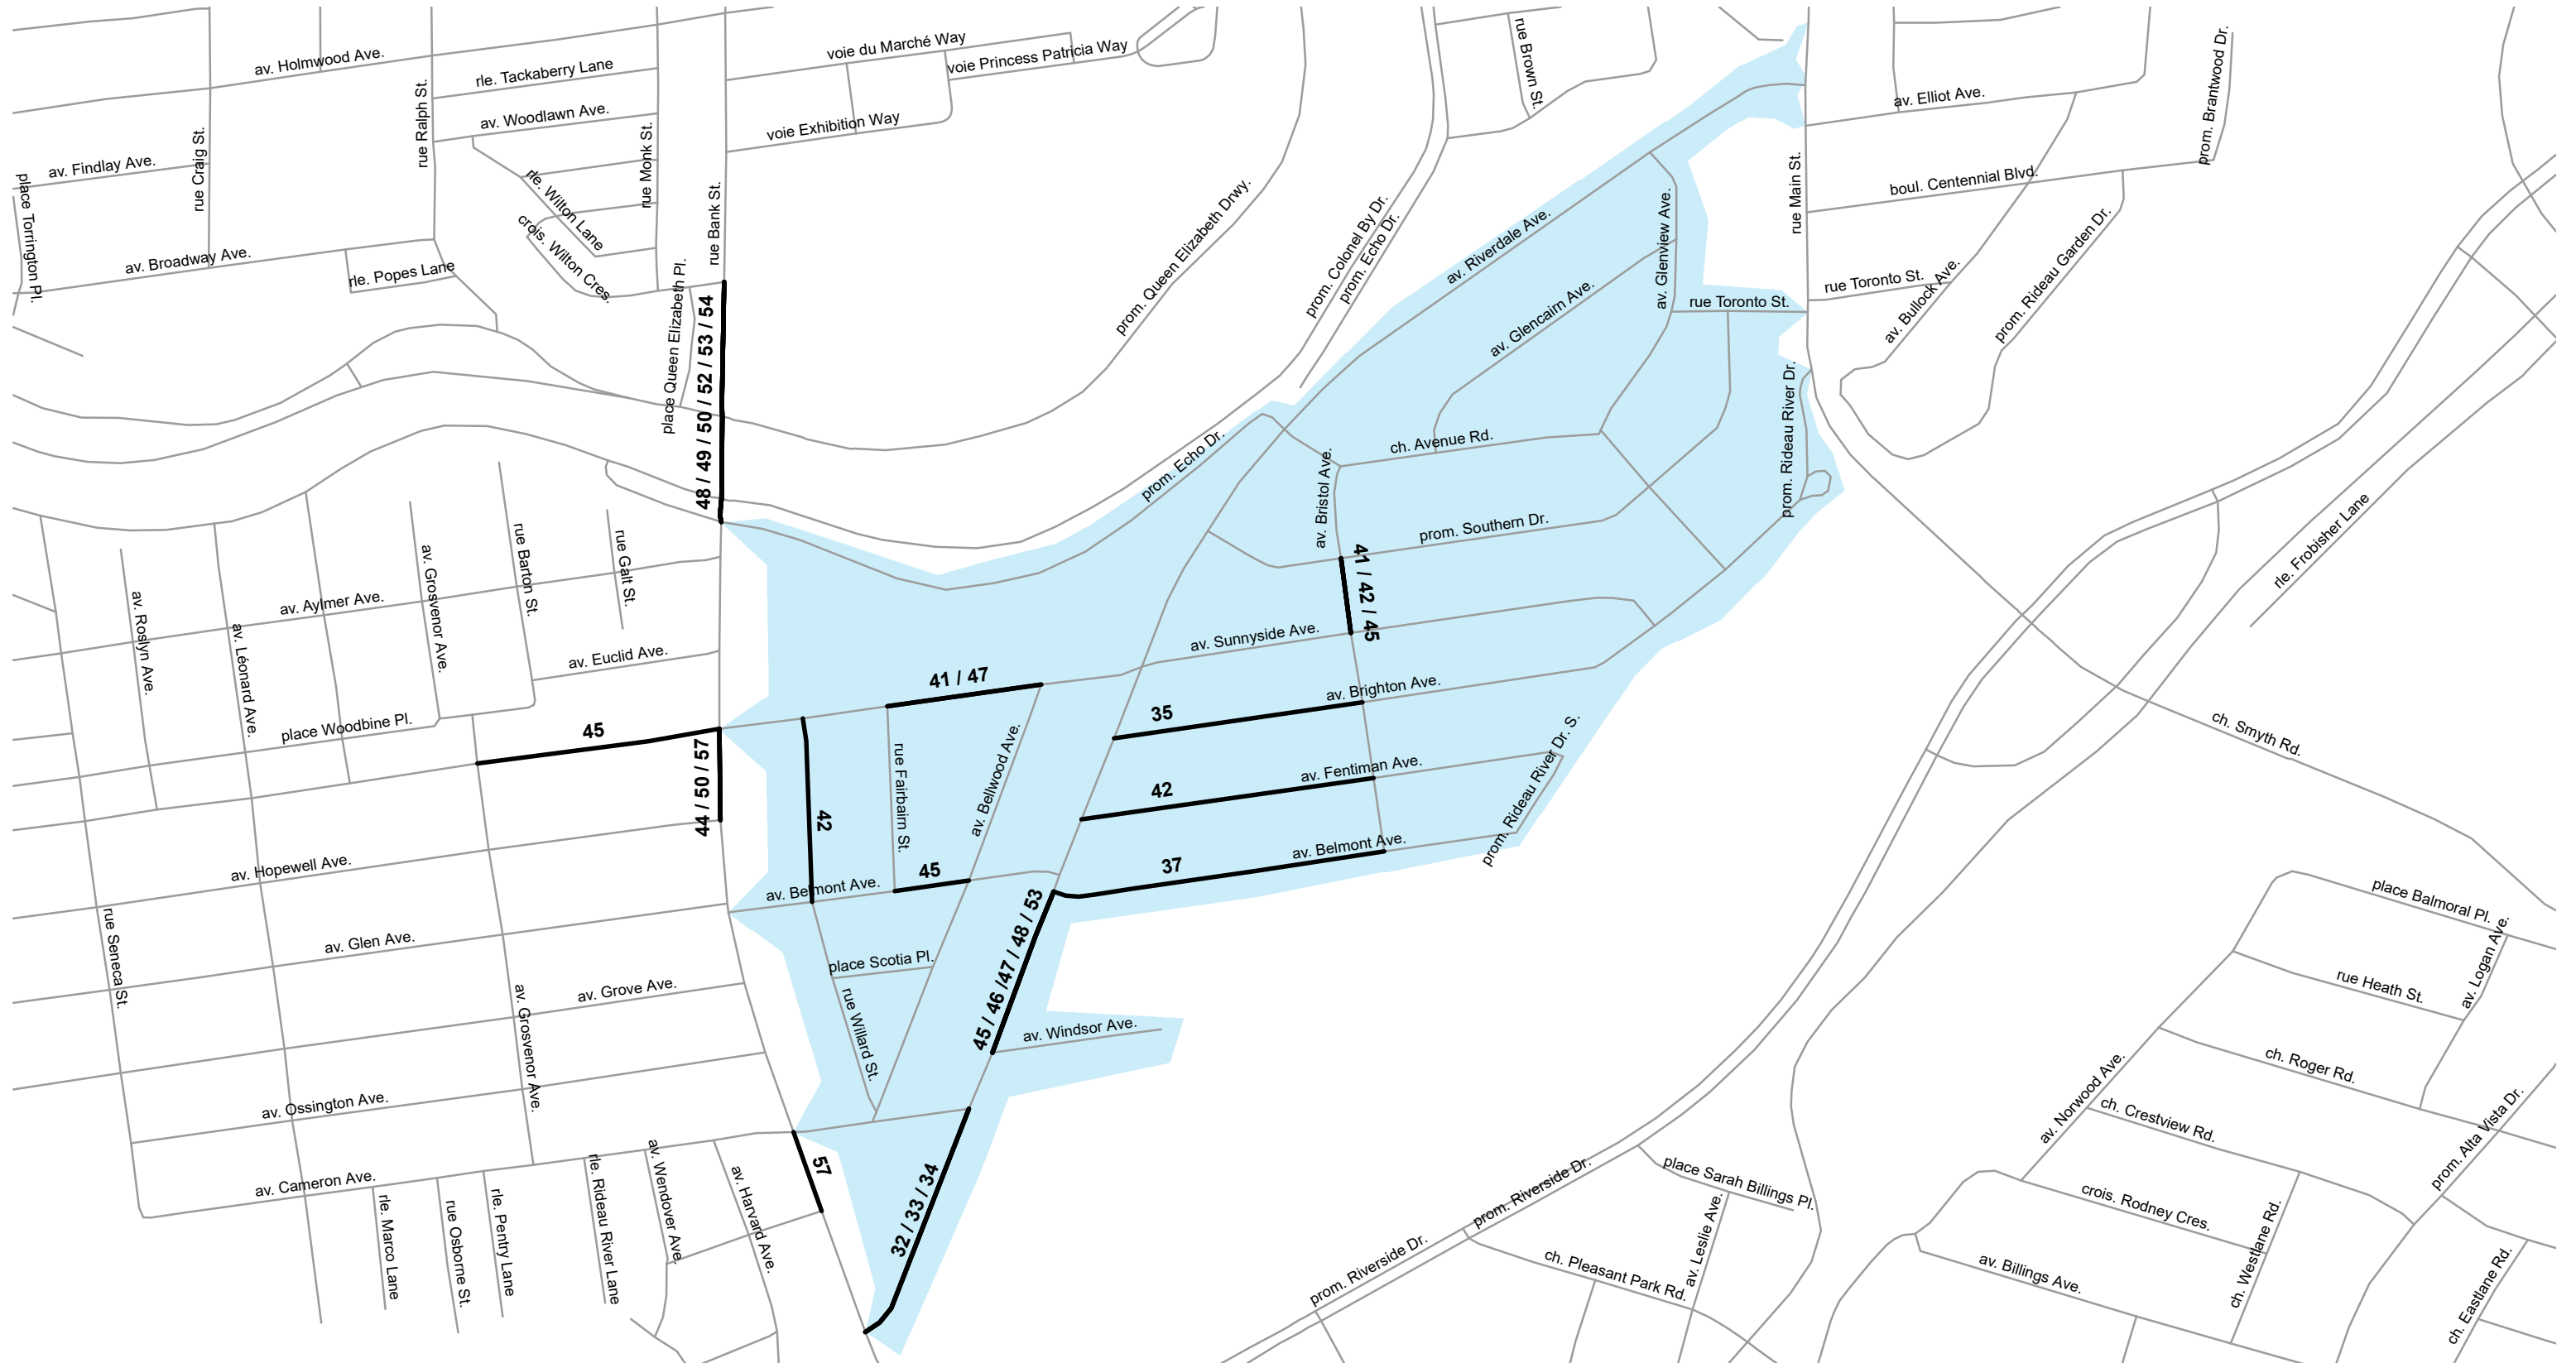 av. Holmwood Ave.
rle. Tackaberry Lane
voie du Marché Way
voie Princess Patricia Way
rue Brown St.
av. Elliot Ave.
prom. Brantwood Dr.
rue Ralph St.
av. Woodlawn Ave.
voie Exhibition Way
rue Craig St.
rue Monk St.
av. Findlay Ave.
place Torrington Pl.
rle. Wilton Lane
crois. Wilton Cres.
rue Bank St.
prom. Queen Elizabeth Drwy.
prom. Colonel By Dr.
prom. Echo Dr.
av. Riverdale Ave.
av. Glenview Ave.
rue Main St.
boul. Centennial Blvd.
av. Broadway Ave.
rle. Popes Lane
place Queen Elizabeth Pl.
48 / 49 / 50 / 52 / 53 / 54
av. Glencairn Ave.
rue Toronto St.
rue Toronto St.
av. Bullock Ave.
prom. Rideau Garden Dr.
prom. Echo Dr.
av. Bristol Ave.
ch. Avenue Rd.
prom. Rideau River Dr.
prom. Southern Dr.
41 / 42 / 45
rle. Frobisher Lane
av. Roslyn Ave.
av. Léonard Ave.
av. Aylmer Ave.
av. Grosvenor Ave.
rue Barton St.
rue Galt St.
av. Euclid Ave.
place Woodbine Pl.
45
44 / 50 / 57
41 / 47
av. Sunnyside Ave.
av. Brighton Ave.
35
42
rue Fairbairn St.
av. Bellwood Ave.
42
av. Fentiman Ave.
prom. Rideau River Dr. S.
ch. Smyth Rd.
av. Hopewell Ave.
av. Belmont Ave.
45
37
av. Belmont Ave.
rue Seneca St.
av. Glen Ave.
av. Grove Ave.
av. Grosvenor Ave.
place Scotia Pl.
rue Willard St.
45 / 46 /47 / 48 / 53
av. Windsor Ave.
place Balmoral Pl.
av. Logan Ave.
rue Heath St.
ch. Roger Rd.
av. Norwood Ave.
ch. Crestview Rd.
prom. Alta Vista Dr.
av. Ossington Ave.
av. Cameron Ave.
rle. Marco Lane
rue Osborne St.
rle. Pentry Lane
rle. Rideau River Lane
av. Wendover Ave.
av. Harvard Ave.
57
32 / 33 / 34
prom. Riverside Dr.
prom. Riverside Dr.
place Sarah Billings Pl.
av. Leslie Ave.
ch. Pleasant Park Rd.
crois. Rodney Cres.
av. Billings Ave.
ch. Westlane Rd.
ch. Eastlane Rd.